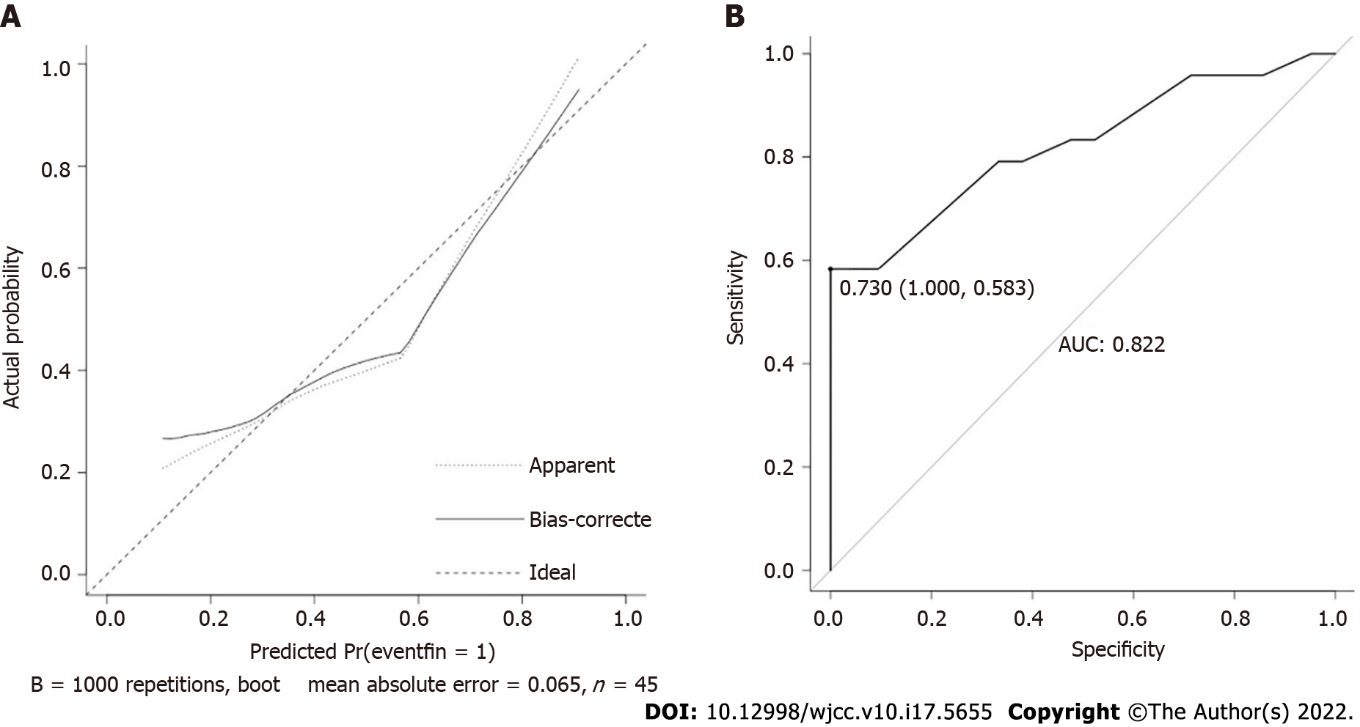 A
1.0
0.8
0.6
0.4
0.2
0.0
Actual probability
Apparent
Bias-correcte
Ideal
0.0 0.2 0.4 0.6 0.8 1.0
Predicted Pr(eventfin = 1)
B = 1000 repetitions, boot mean absolute error = 0.065, n = 45
B
1.0
0.8
0.6
0.4
0.2
0.0
Sensitivity
0.730 (1.000, 0.583)
AUC: 0.822
0.0 0.2 0.4 0.6 0.8 1.0
Specificity
DOI: 10.12998/wjcc.v10.i17.5655 Copyright ©The Author(s) 2022.